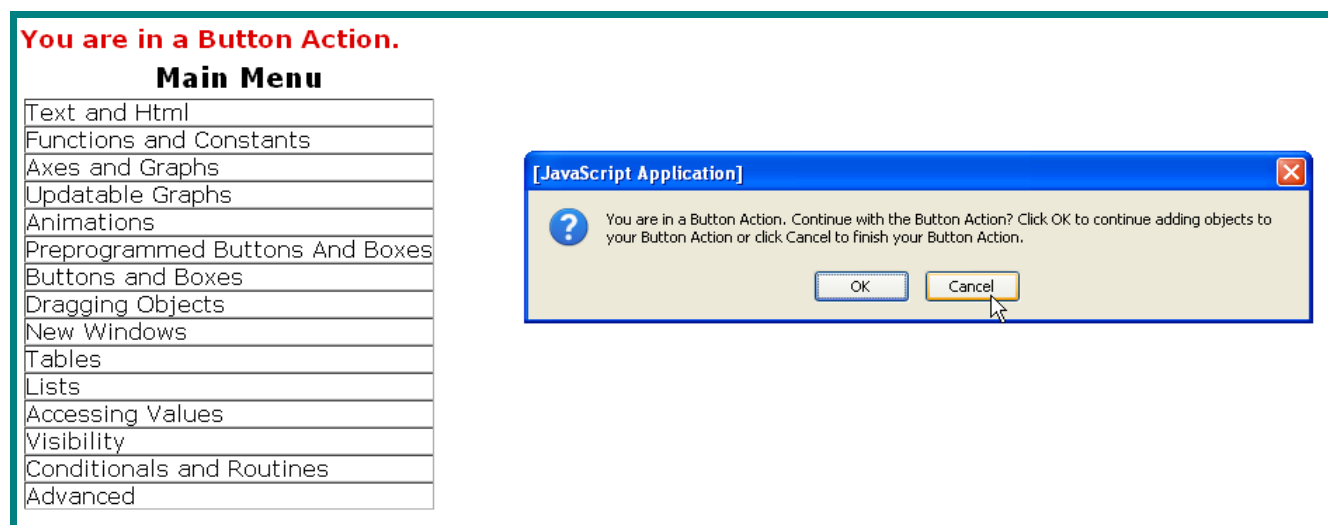 You are in a Button Action.
Main Menu
Text and Html
Functions and Constants
Axes and Graphs
Updatable Graphs
Animations
Preprogrammed Buttons And Boxes
Buttons and Boxes
Dragging Objects
New Windows
Tables
Lists
Accessing Values
Visibility
Conditionals and Routines
Advanced
[JavaScript Application]
You are in a Button Action. Continue with the Button Action? Click OK to continue adding objects to
your Button Action or click Cancel to finish your Button Action.
OK
Cancel